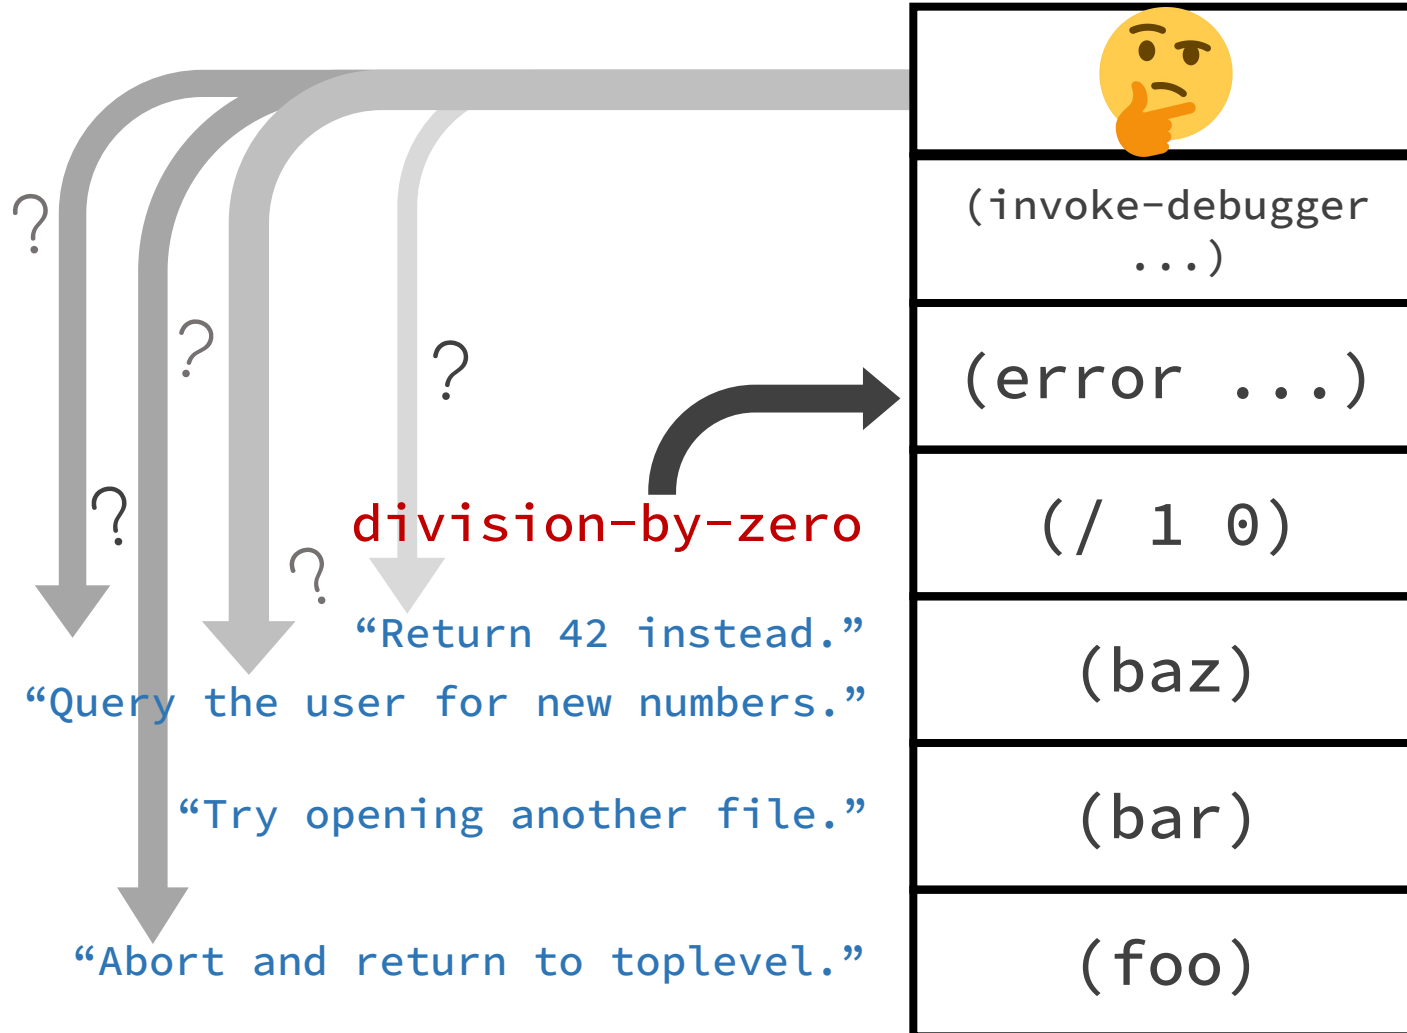 (invoke-debugger
...)
?
?
?
(error ...)
?
division-by-zero
(/ 1 0)
?
“Return 42 instead.”
(baz)
“Query the user for new numbers.”
“Try opening another file.”
(bar)
“Abort and return to toplevel.”
(foo)